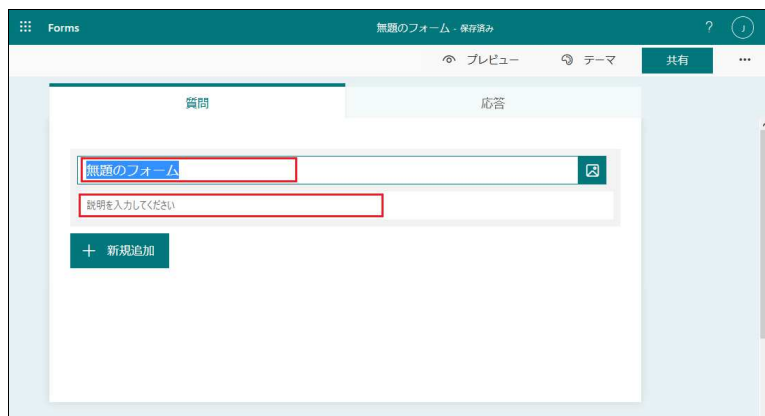 Forms
無題のフォーム - 保存済み
?
J
プレビュー
テーマ
共有
...
質問
応答
無題のフォーム
説明を入力してください
+ 新規追加